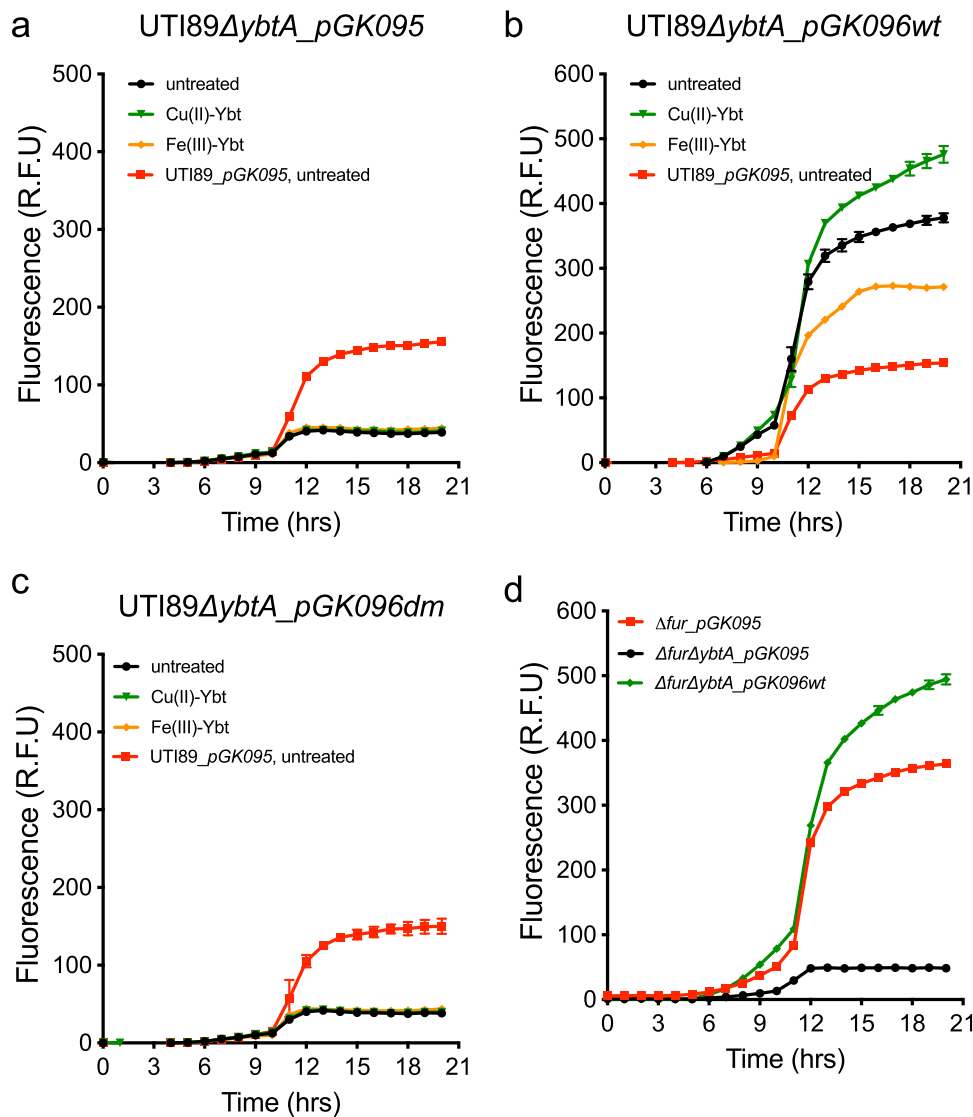 a
UTI89ΔybtA_pGK095
500
400
300
200
100
0
Fluorescence (R.F.U)
untreated
Cu(II)-Ybt
Fe(III)-Ybt
UTI89_pGK095, untreated
0 3 6 9 12 15 18 21
Time (hrs)
b
UTI89ΔybtA_pGK096wt
600
500
400
300
200
100
0
Fluorescence (R.F.U)
untreated
Cu(II)-Ybt
Fe(III)-Ybt
UTI89_pGK095, untreated
0 3 6 9 12 15 18 21
Time (hrs)
c
UTI89ΔybtA_pGK096dm
500
400
300
200
100
0
Fluorescence (R.F.U)
untreated
Cu(II)-Ybt
Fe(III)-Ybt
UTI89_pGK095, untreated
0 3 6 9 12 15 18 21
Time (hrs)
d
600
500
400
300
200
100
0
Fluorescence (R.F.U)
Δfur_pGK095
ΔfurΔybtA_pGK095
ΔfurΔybtA_pGK096wt
0 3 6 9 12 15 18 21
Time (hrs)